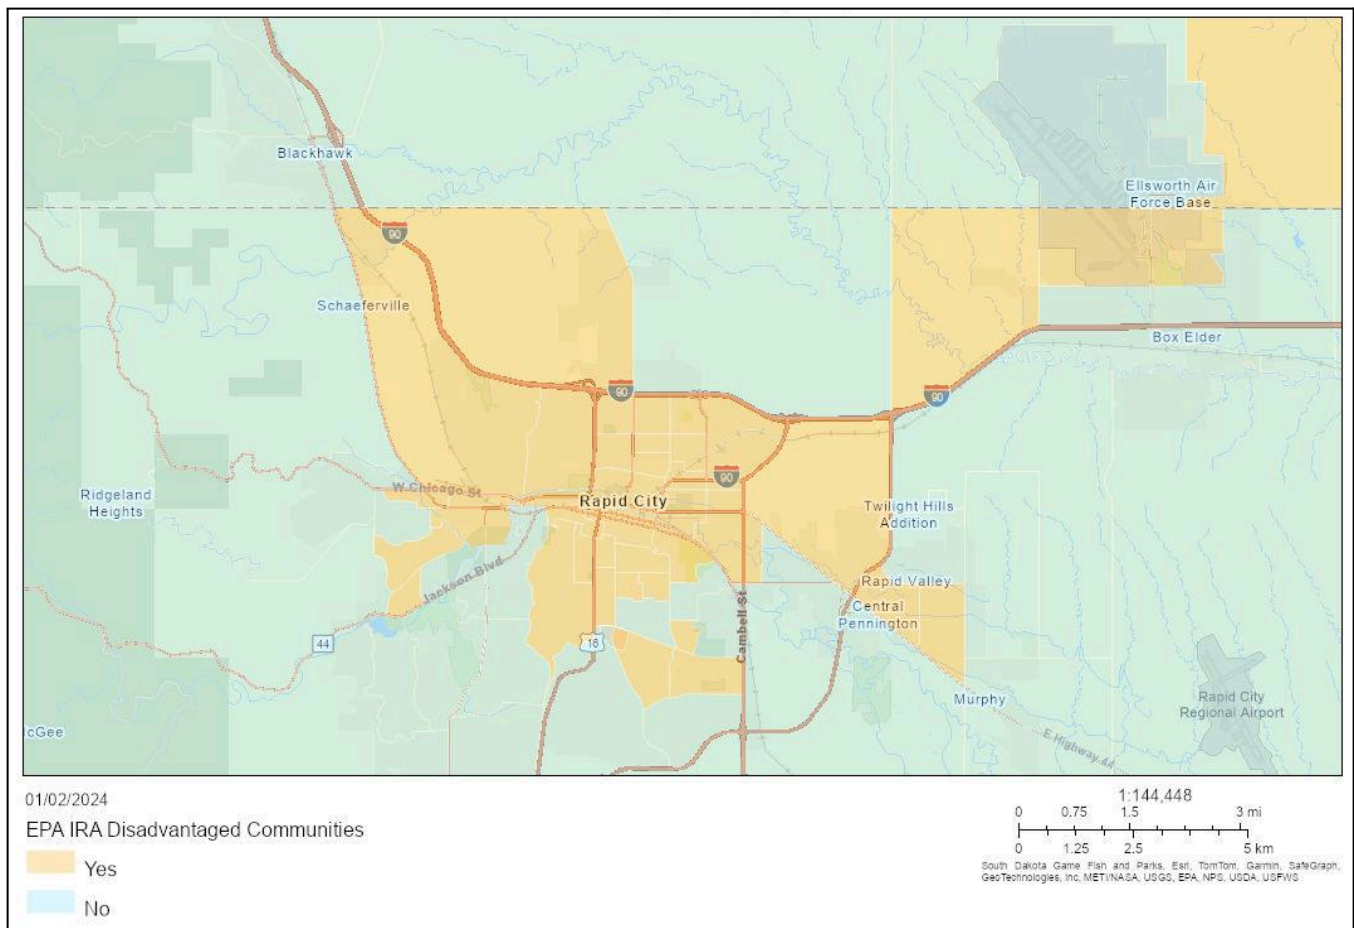 Blackhawk
Ellsworth Air
Force Base
90
Schaeferville
Box Elder
90
90
Ridgeland
Heights
W Chicago St
90
Rapid City
Twilight Hills
Addition
Jackson Blvd
Rapid Valley
Central
Pennington
Cambell St
44
16
Murphy
Rapid City
Regional Airport
McGee
E Highway 44
01/02/2024
EPA IRA Disadvantaged Communities
Yes
No
1:144,448
0 0.75 1.5 3 mi
0 1.25 2.5 5 km
South Dakota Game Fish and Parks, Esri, TomTom, Garmin, SafeGraph,
GeoTechnologies, Inc, METI/NASA, USGS, EPA, NPS, USDA, USFWS